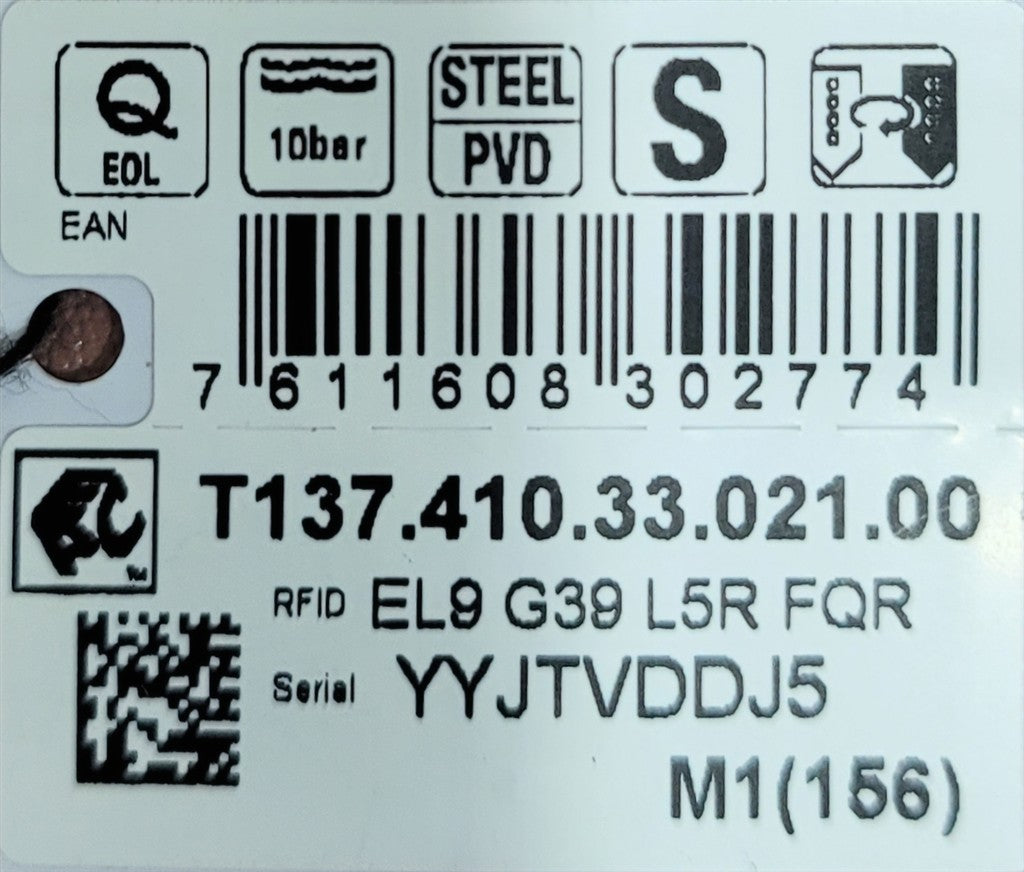 Q
EOL
10bar
STEEL
PVD
S
EAN
7 611608 302774
T137.410.33.021.00
RFID EL9 G39 L5R FQR
Serial YYJTVDDJ5
M1(156)
TM